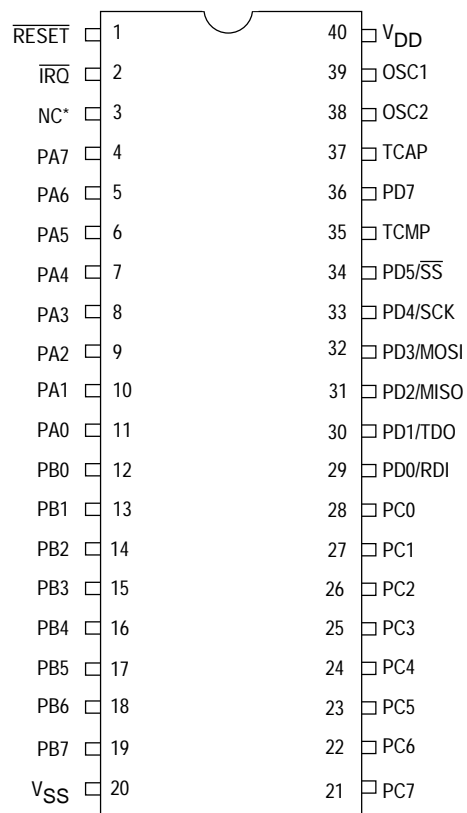 RESET 1 40 VDD
IRQ 2 39 OSC1
NC* 3 38 OSC2
PA7 4 37 TCAP
PA6 5 36 PD7
PA5 6 35 TCMP
PA4 7 34 PD5/SS
PA3 8 33 PD4/SCK
PA2 9 32 PD3/MOSI
PA1 10 31 PD2/MISO
PA0 11 30 PD1/TDO
PB0 12 29 PD0/RDI
PB1 13 28 PC0
PB2 14 27 PC1
PB3 15 26 PC2
PB4 16 25 PC3
PB5 17 24 PC4
PB6 18 23 PC5
PB7 19 22 PC6
VSS 20 21 PC7